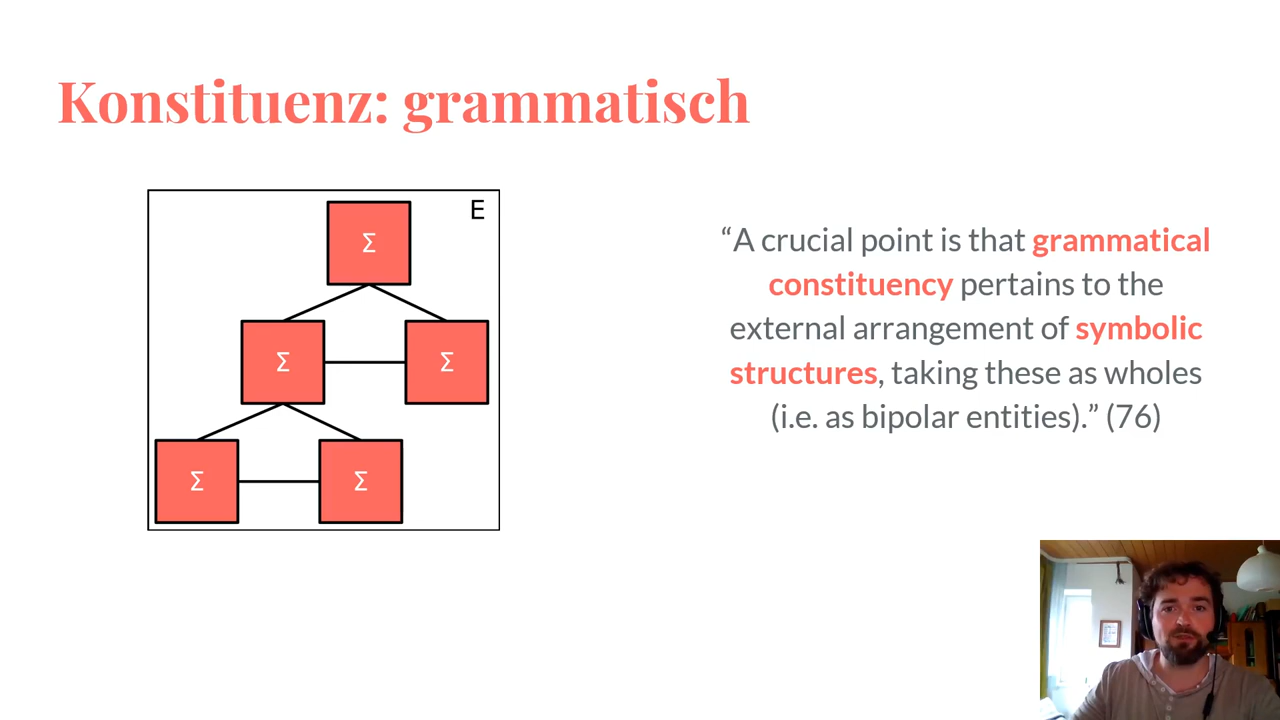 Konstituenz: grammatisch
E
Σ
Σ Σ
Σ Σ
“A crucial point is that grammatical
constituency pertains to the
external arrangement of symbolic
structures, taking these as wholes
(i.e. as bipolar entities).” (76)